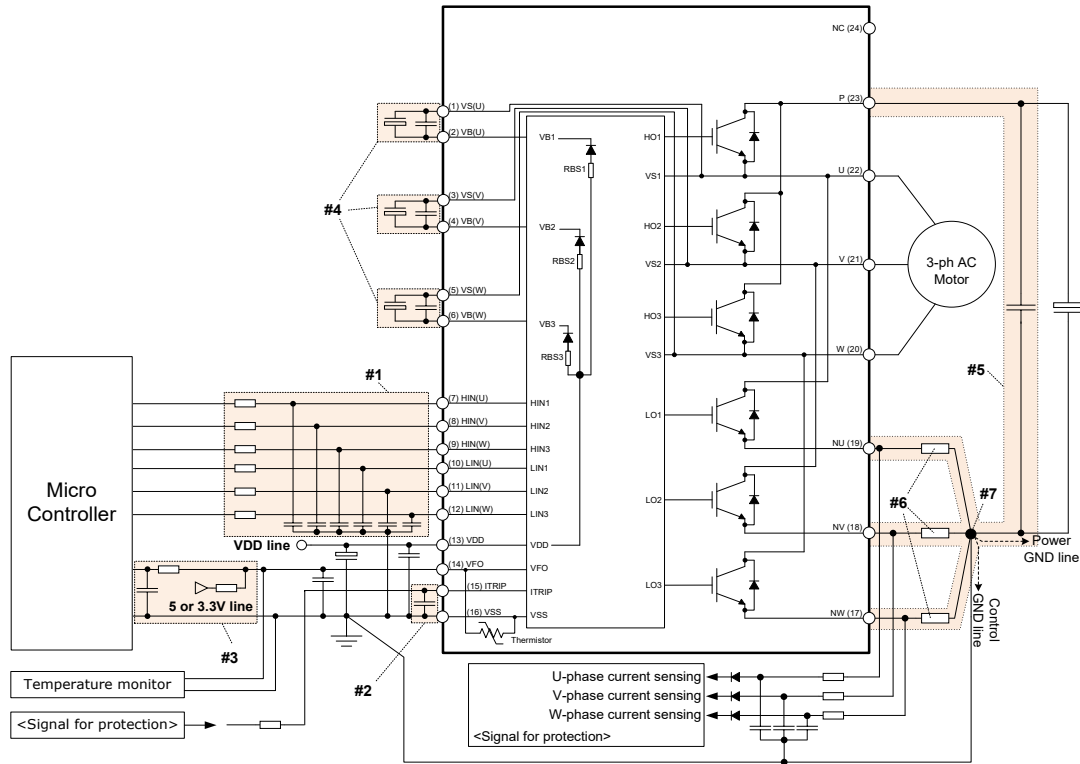 NC (24)
P (23)
(1) VS(U)
(2) VB(U)
VB1
RBS1
HO1
VS1
U (22)
#4
(3) VS(V)
(4) VB(V)
VB2
RBS2
HO2
VS2
V (21)
3-ph AC
Motor
(5) VS(W)
(6) VB(W)
VB3
RBS3
HO3
VS3
W (20)
#5
#1
Micro
Controller
(7) HIN(U)
HIN1
(8) HIN(V)
HIN2
(9) HIN(W)
HIN3
(10) LIN(U)
LIN1
(11) LIN(V)
LIN2
(12) LIN(W)
LIN3
LO1
NU (19)
#6
#7
VDD line
(13) VDD
VDD
LO2
NV (18)
Power
GND line
(14) VFO
VFO
(15) ITRIP
ITRIP
5 or 3.3V line
(16) VSS
VSS
Thermistor
LO3
NW (17)
Control
GND line
#3
#2
Temperature monitor
<Signal for protection>
U-phase current sensing
V-phase current sensing
W-phase current sensing
<Signal for protection>